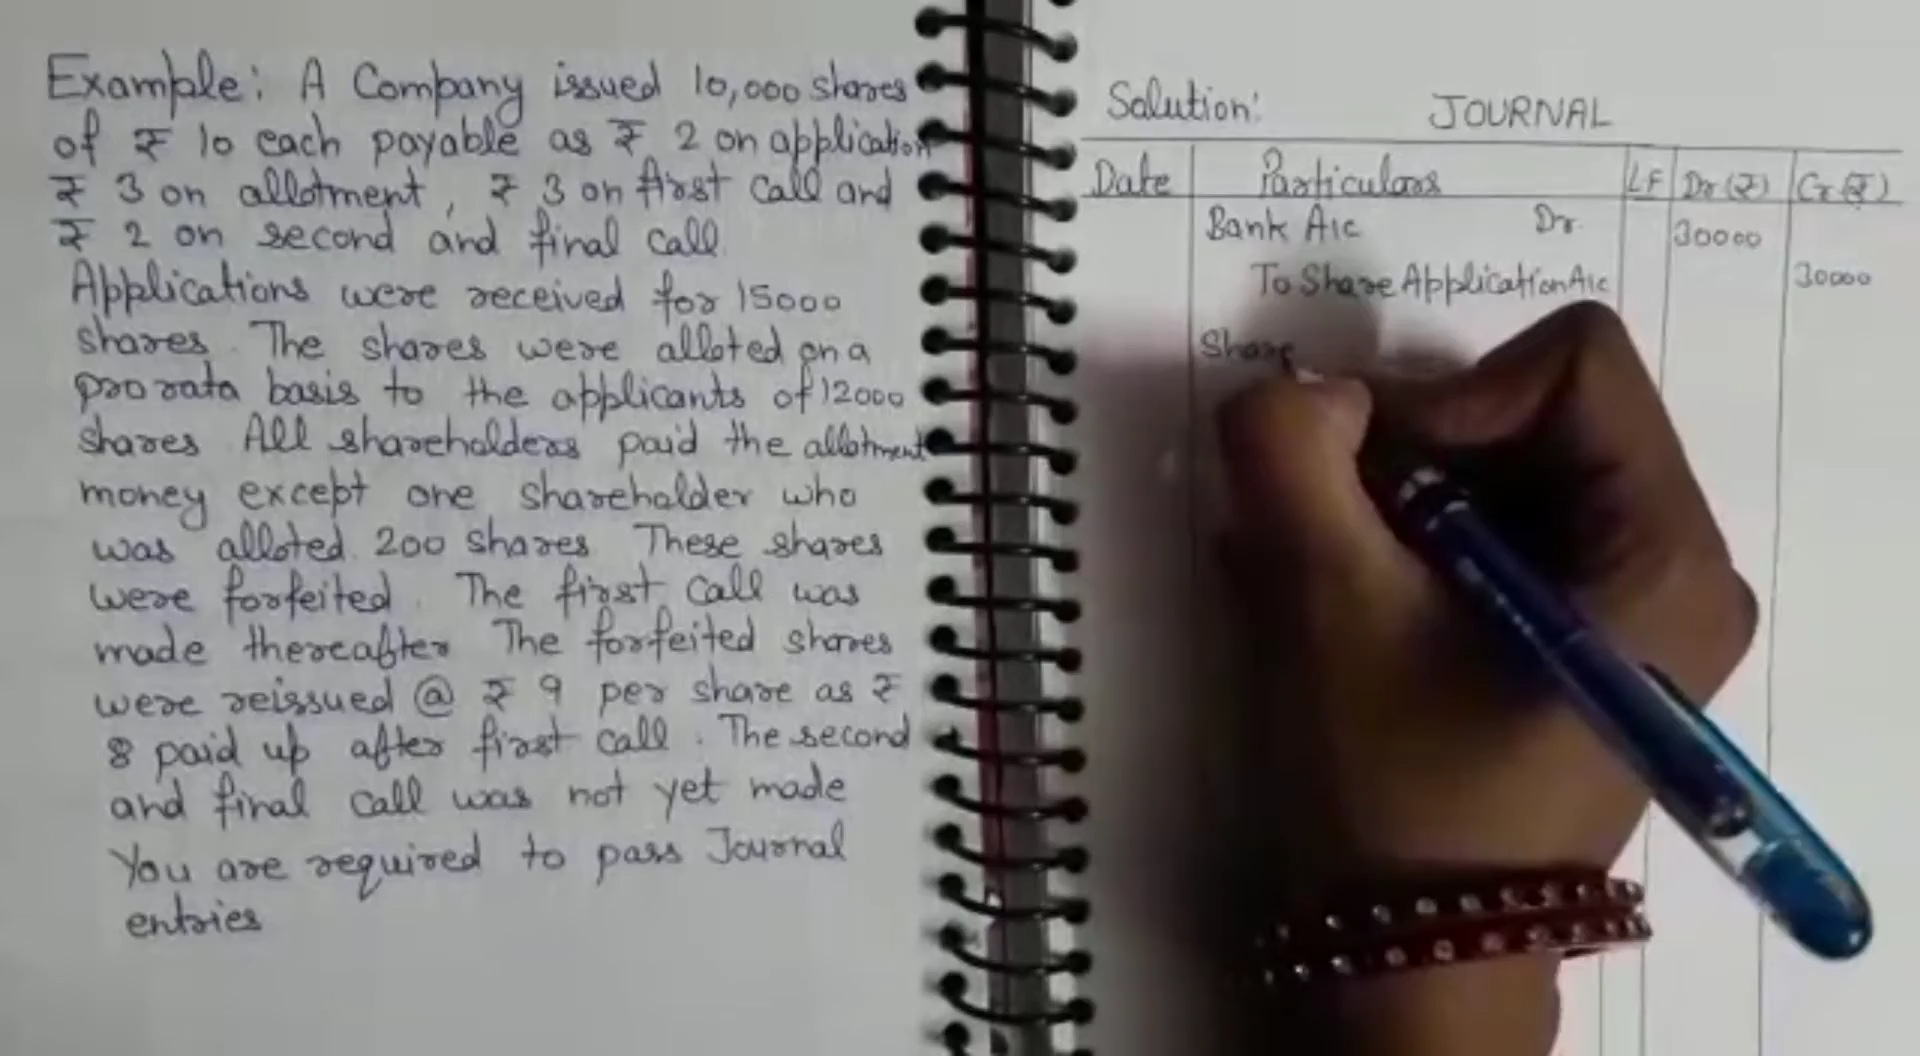 Example: A Company issued 10,000 shares
of ₹ 10 each payable as ₹ 2 on application
₹ 3 on allotment, ₹ 3 on first call and
₹ 2 on second and final call.
Applications were received for 15000
shares. The shares were alloted on a
pro rata basis to the applicants of 12000
shares. All shareholders paid the allotment
money except one shareholder who
was alloted 200 shares. These shares
were forfeited. The first call was
made thereafter. The forfeited shares
were reissued @ ₹ 9 per share as ₹
8 paid up after first call. The second
and final call was not yet made
You are required to pass Journal
entries
Solution: JOURNAL
Date Particulars LF Dr(₹) Cr(₹)
Bank A/c Dr. 30000
To Share Application A/c 30000
Share